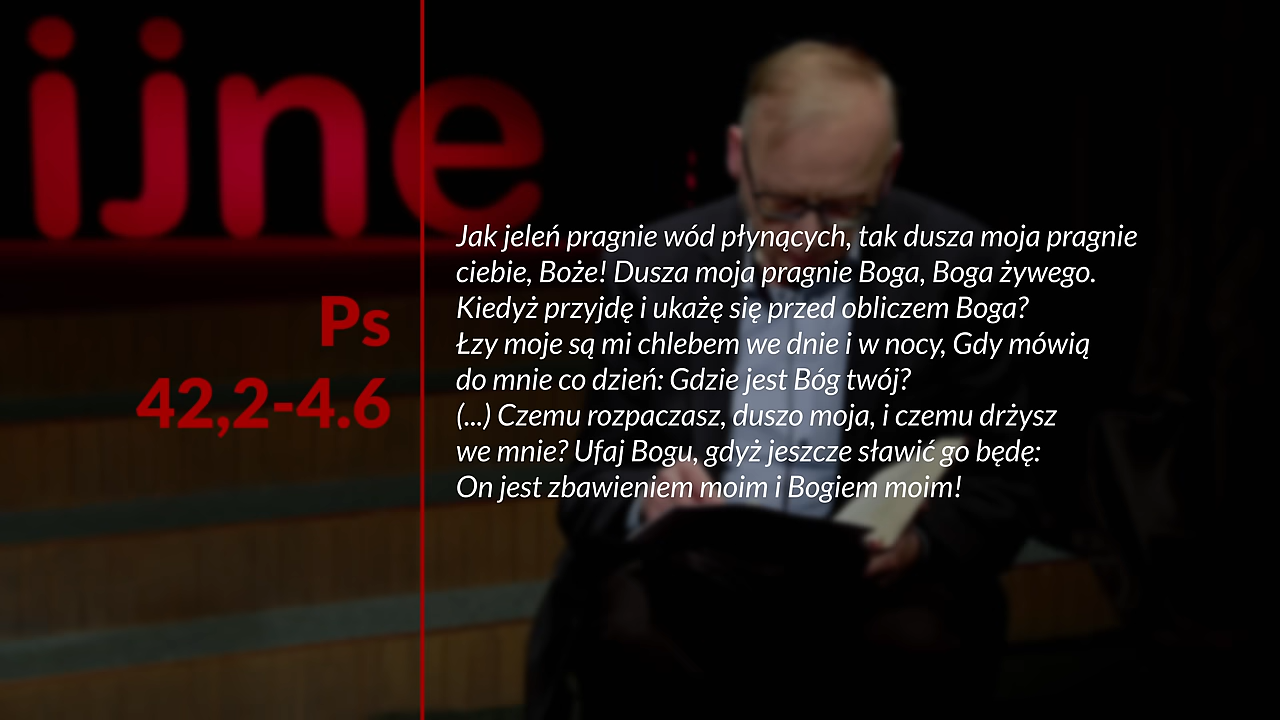 ijne
Ps
42,2-4.6
Jak jeleń pragnie wód płynących, tak dusza moja pragnie
ciebie, Boże! Dusza moja pragnie Boga, Boga żywego.
Kiedyż przyjdę i ukażę się przed obliczem Boga?
Łzy moje są mi chlebem we dnie i w nocy, Gdy mówią
do mnie co dzień: Gdzie jest Bóg twój?
(...) Czemu rozpaczasz, duszo moja, i czemu drżysz
we mnie? Ufaj Bogu, gdyż jeszcze sławić go będę:
On jest zbawieniem moim i Bogiem moim!